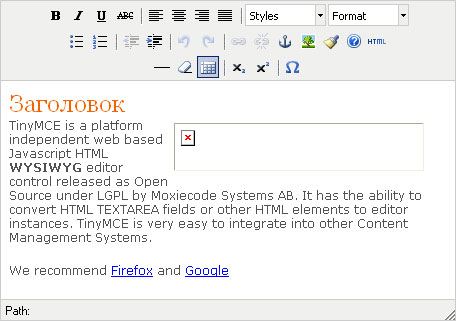 B I U ABC Styles Format
HTML
x₂ x² Ω
Заголовок
TinyMCE is a platform
independent web based
Javascript HTML
WYSIWYG editor
control released as Open
Source under LGPL by Moxiecode Systems AB. It has the ability to
convert HTML TEXTAREA fields or other HTML elements to editor
instances. TinyMCE is very easy to integrate into other Content
Management Systems.
We recommend Firefox and Google
Path: